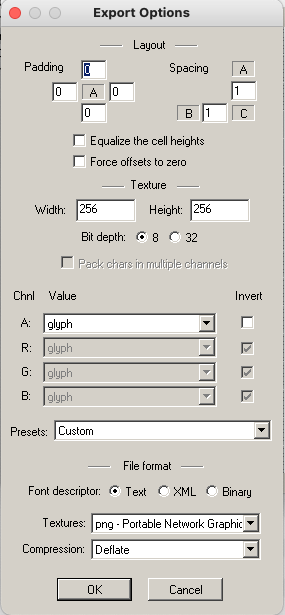 Export Options
Layout
Padding 0 Spacing A
0 A 0 1
0 B 1 C
Equalize the cell heights
Force offsets to zero
Texture
Width: 256 Height: 256
Bit depth: 8 32
Pack chars in multiple channels
Chnl Value Invert
A: glyph
R: glyph
G: glyph
B: glyph
Presets: Custom
File format
Font descriptor: Text XML Binary
Textures: png - Portable Network Graphic
Compression: Deflate
OK Cancel